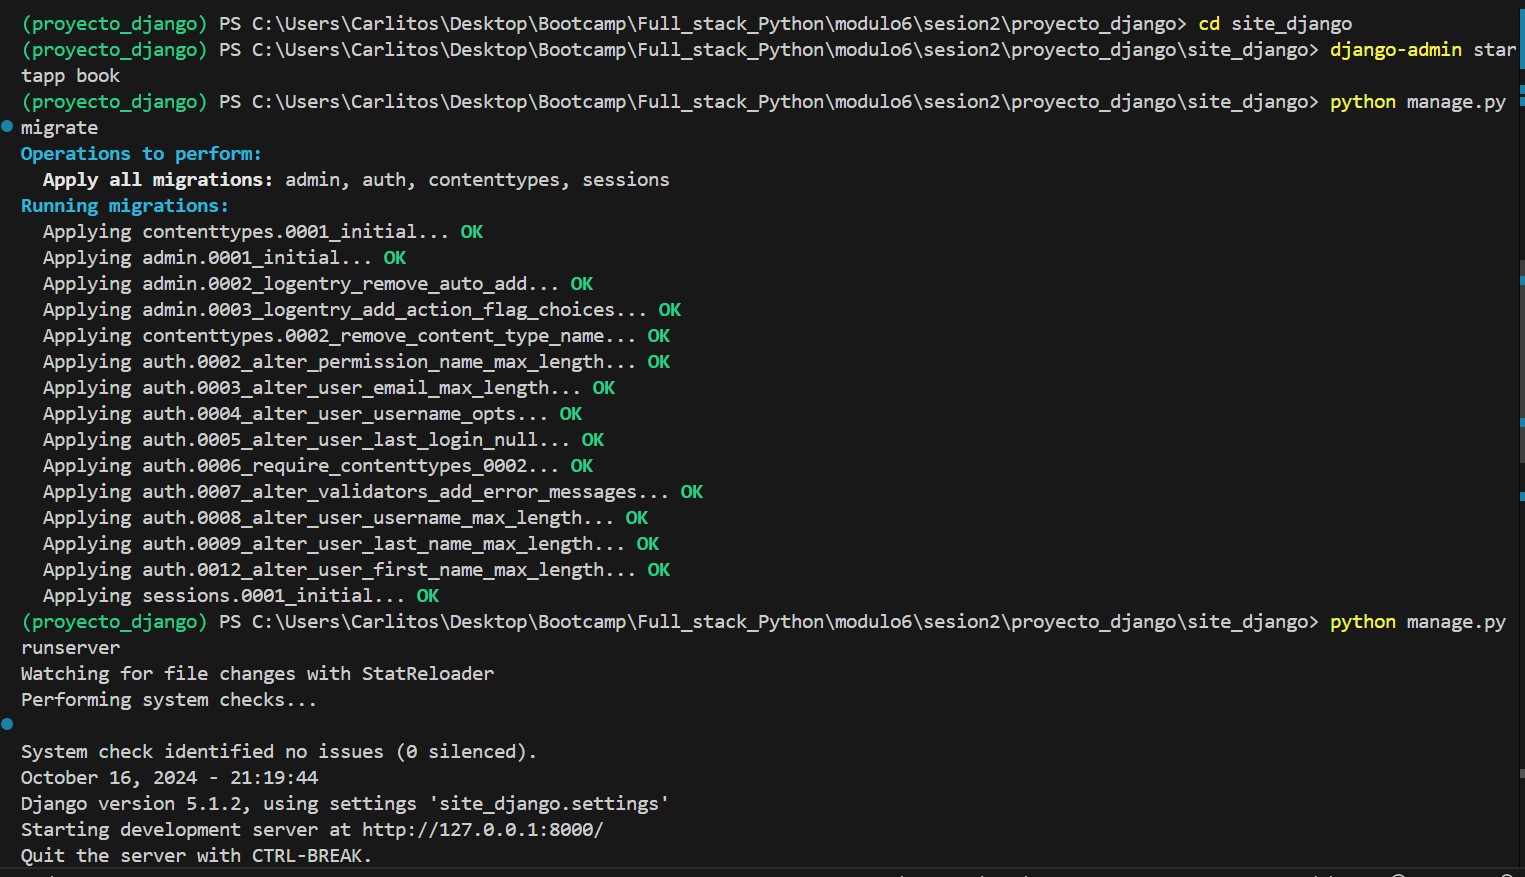 (proyecto_django) PS C:\Users\Carlitos\Desktop\Bootcamp\Full_stack_Python\modulo6\sesion2\proyecto_django> cd site_django
(proyecto_django) PS C:\Users\Carlitos\Desktop\Bootcamp\Full_stack_Python\modulo6\sesion2\proyecto_django\site_django> django-admin star
tapp book
(proyecto_django) PS C:\Users\Carlitos\Desktop\Bootcamp\Full_stack_Python\modulo6\sesion2\proyecto_django\site_django> python manage.py
migrate
Operations to perform:
  Apply all migrations: admin, auth, contenttypes, sessions
Running migrations:
  Applying contenttypes.0001_initial... OK
  Applying admin.0001_initial... OK
  Applying admin.0002_logentry_remove_auto_add... OK
  Applying admin.0003_logentry_add_action_flag_choices... OK
  Applying contenttypes.0002_remove_content_type_name... OK
  Applying auth.0002_alter_permission_name_max_length... OK
  Applying auth.0003_alter_user_email_max_length... OK
  Applying auth.0004_alter_user_username_opts... OK
  Applying auth.0005_alter_user_last_login_null... OK
  Applying auth.0006_require_contenttypes_0002... OK
  Applying auth.0007_alter_validators_add_error_messages... OK
  Applying auth.0008_alter_user_username_max_length... OK
  Applying auth.0009_alter_user_last_name_max_length... OK
  Applying auth.0012_alter_user_first_name_max_length... OK
  Applying sessions.0001_initial... OK
(proyecto_django) PS C:\Users\Carlitos\Desktop\Bootcamp\Full_stack_Python\modulo6\sesion2\proyecto_django\site_django> python manage.py
runserver
Watching for file changes with StatReloader
Performing system checks...
System check identified no issues (0 silenced).
October 16, 2024 - 21:19:44
Django version 5.1.2, using settings 'site_django.settings'
Starting development server at http://127.0.0.1:8000/
Quit the server with CTRL-BREAK.